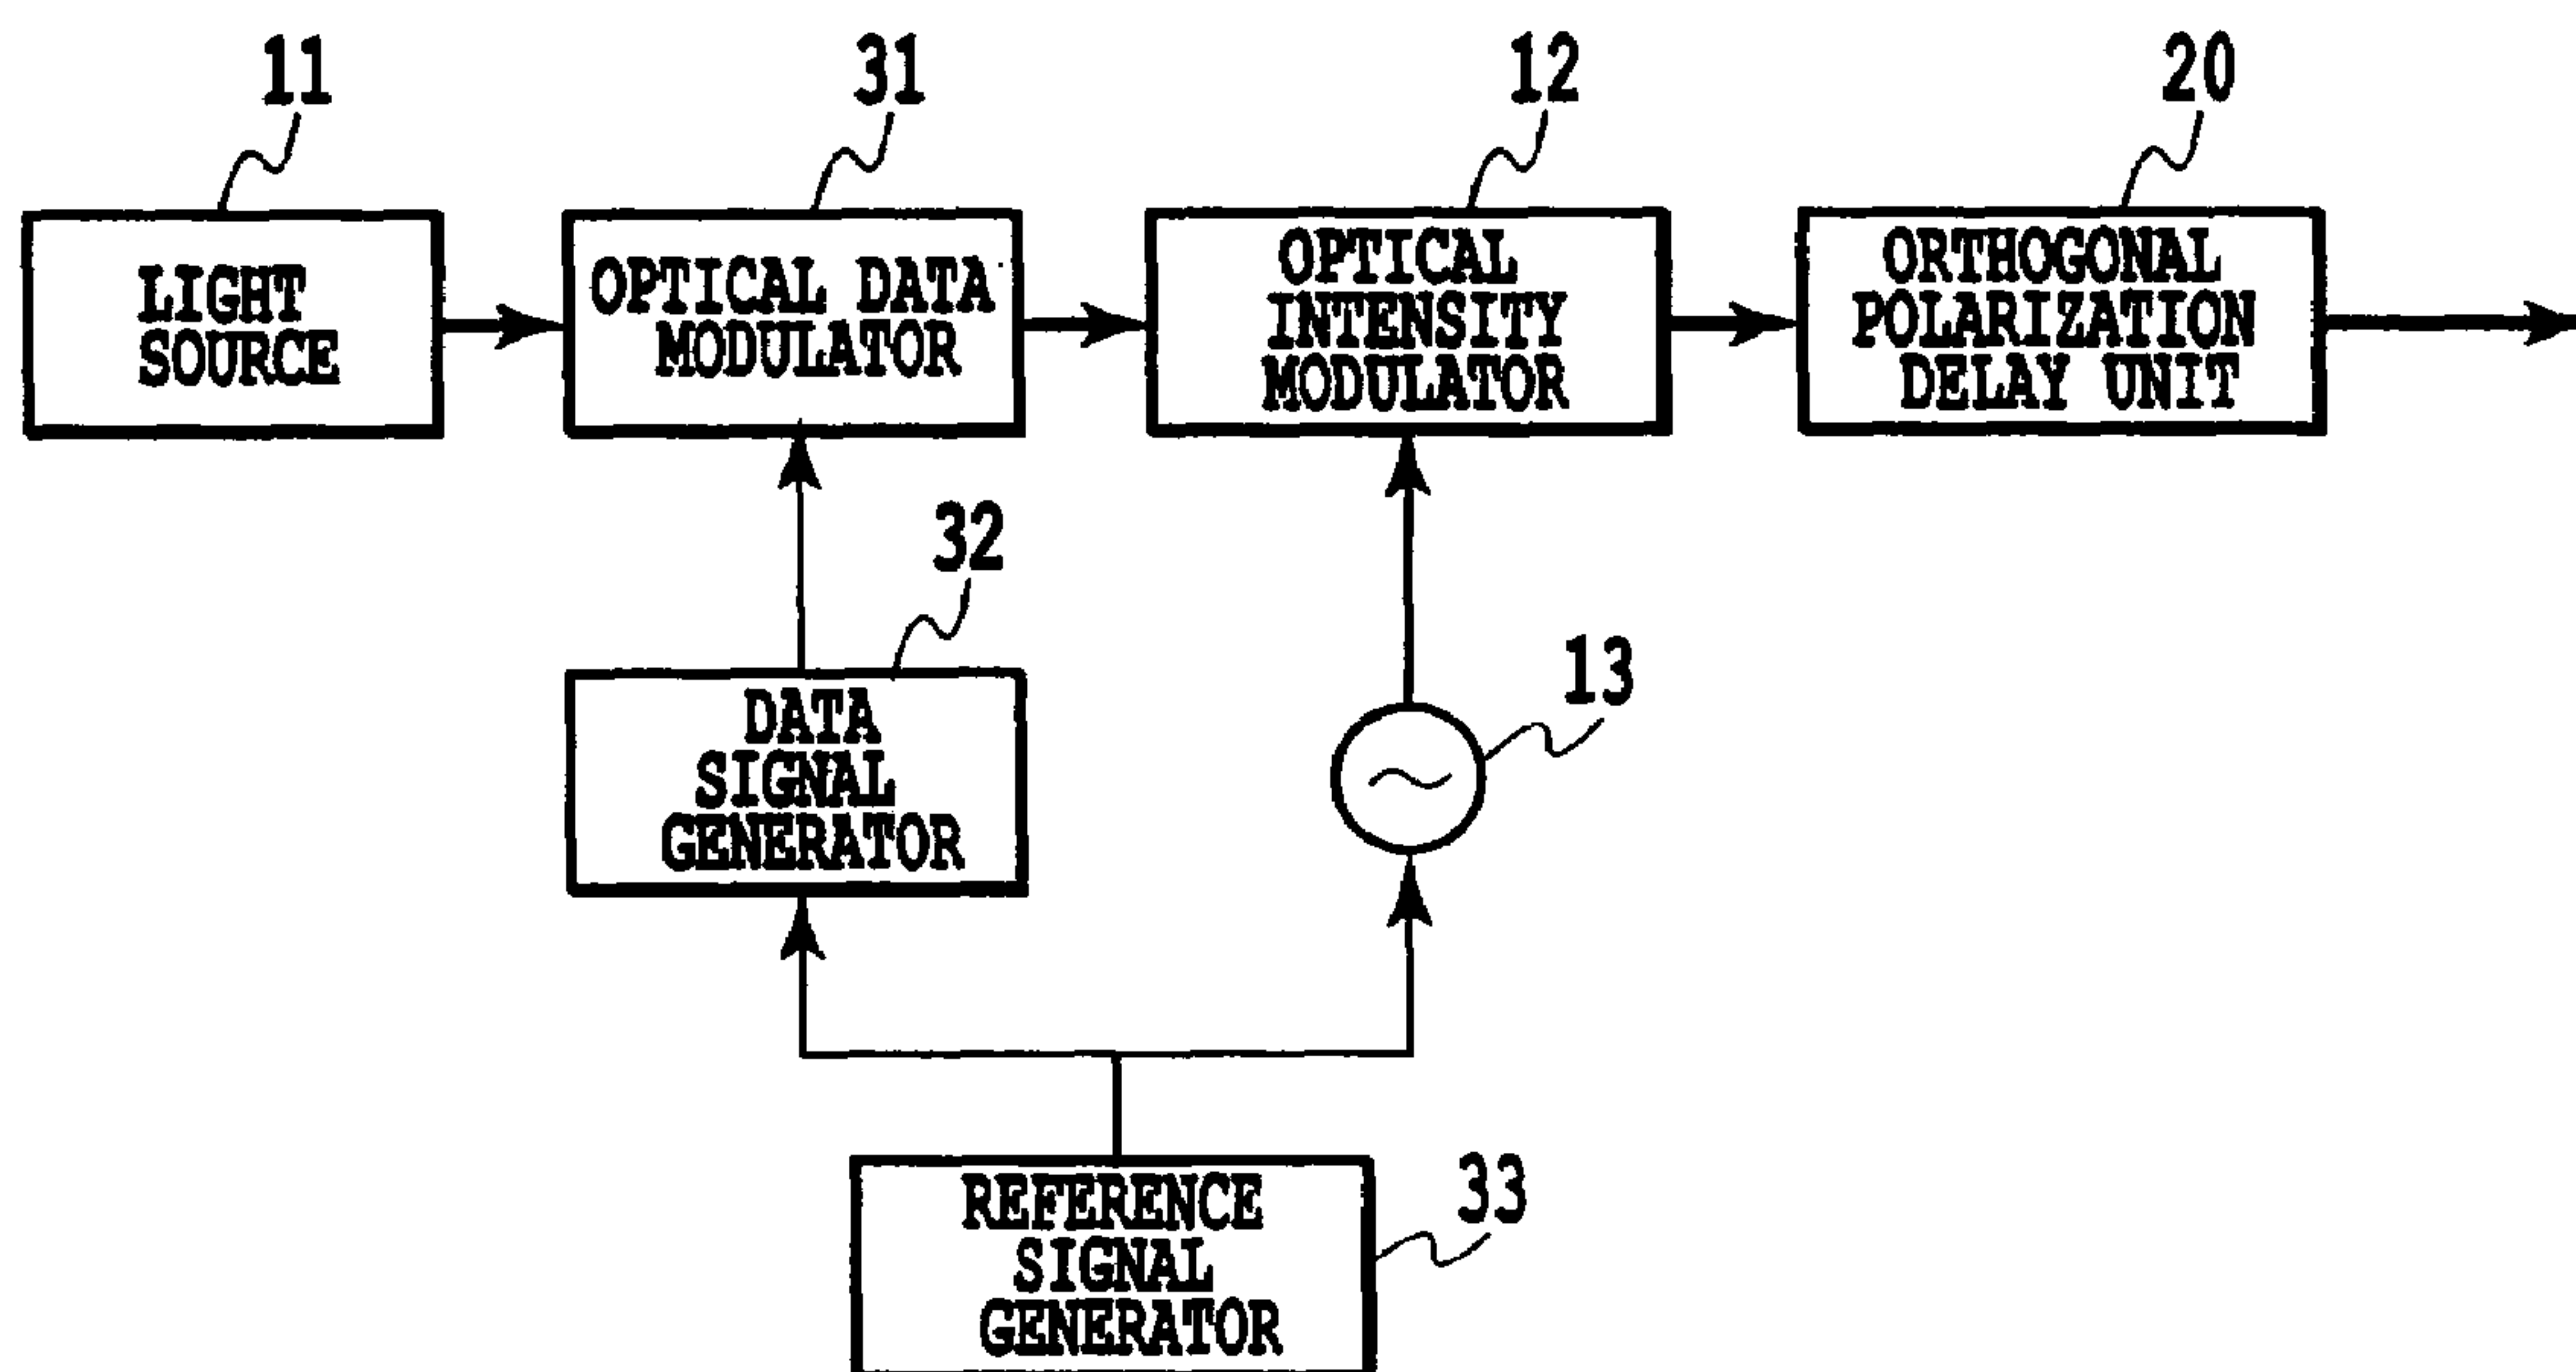 11
31
12
20
LIGHT
SOURCE
OPTICAL DATA
MODULATOR
OPTICAL
INTENSITY
MODULATOR
ORTHOGONAL
POLARIZATION
DELAY UNIT
32
DATA
SIGNAL
GENERATOR
13
~
33
REFERENCE
SIGNAL
GENERATOR